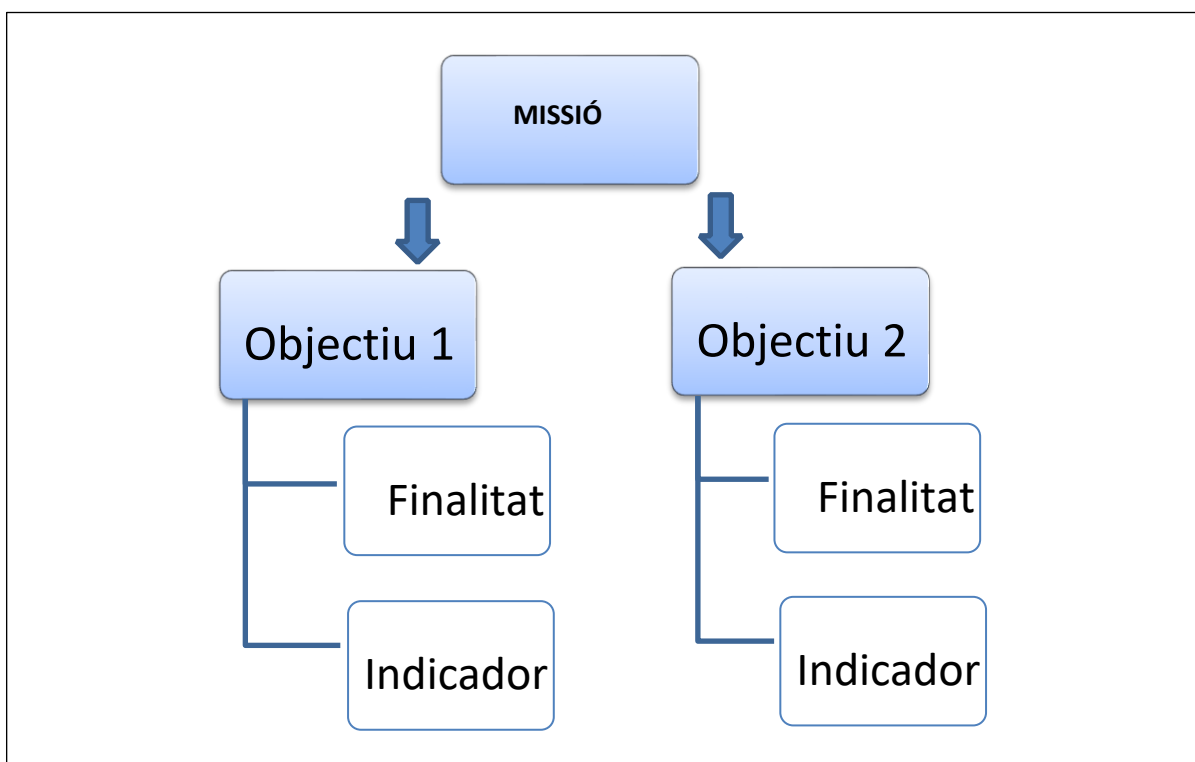 MISSIÓ
Objectiu 1
Objectiu 2
Finalitat
Finalitat
Indicador
Indicador